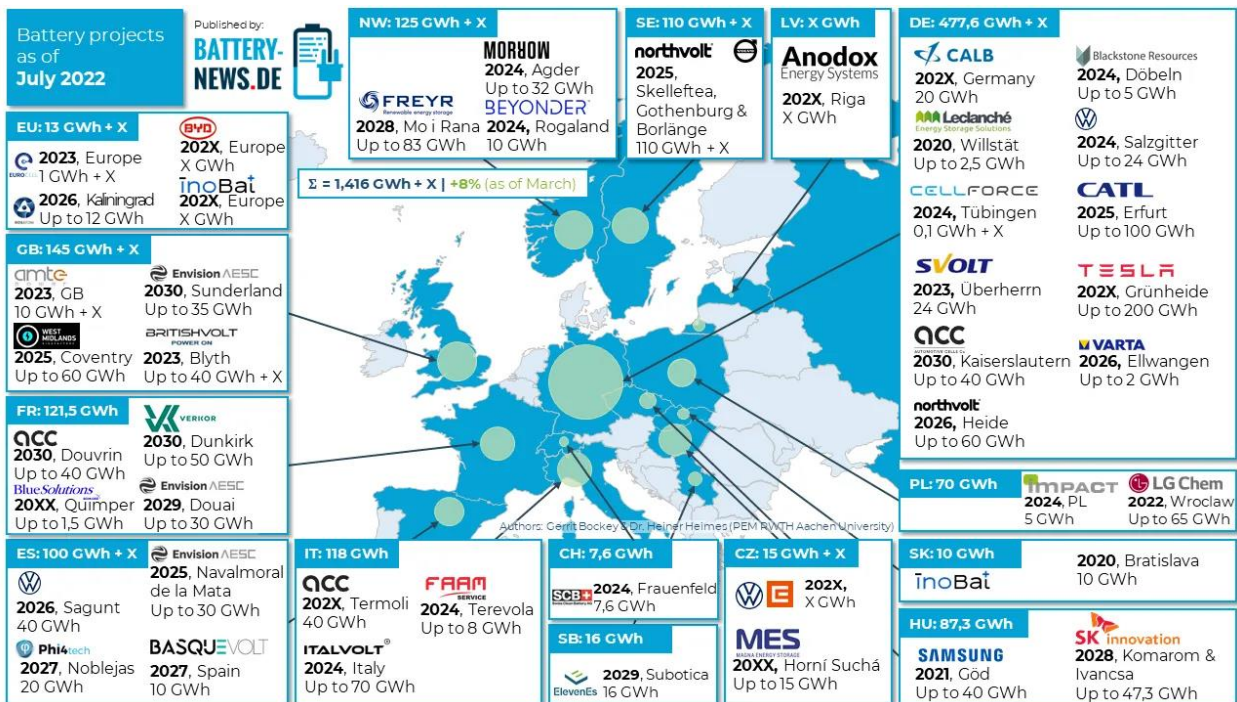 Battery projects
as of
July 2022
Published by:
BATTERY-
NEWS.DE
NW: 125 GWh + X
MORROW
2024, Agder
Up to 32 GWh
FREYR
Renewable energy storage
2028, Mo i Rana
Up to 83 GWh
BEYONDER
2024, Rogaland
10 GWh
SE: 110 GWh + X
northvolt
VOLVO
2025,
Skelleftea,
Gothenburg &
Borlänge
110 GWh + X
LV: X GWh
Anodox
Energy Systems
202X, Riga
X GWh
DE: 477,6 GWh + X
CALB
202X, Germany
20 GWh
Blackstone Resources
2024, Döbeln
Up to 5 GWh
Leclanché
Energy Storage Solutions
2020, Willstät
Up to 2,5 GWh
2024, Salzgitter
Up to 24 GWh
CELLFORCE
2024, Tübingen
0,1 GWh + X
CATL
2025, Erfurt
Up to 100 GWh
SVOLT
2023, Überherrn
24 GWh
TESLA
202X, Grünheide
Up to 200 GWh
acc
AUTOMOTIVE CELLS Co
2030, Kaiserslautern
Up to 40 GWh
VARTA
2026, Ellwangen
Up to 2 GWh
northvolt
2026, Heide
Up to 60 GWh
EU: 13 GWh + X
EUROCELL
2023, Europe
1 GWh + X
BYD
202X, Europe
X GWh
2026, Kaliningrad
Up to 12 GWh
inoBat
202X, Europe
X GWh
Σ = 1,416 GWh + X | +8% (as of March)
GB: 145 GWh + X
amte
2023, GB
10 GWh + X
Envision AESC
2030, Sunderland
Up to 35 GWh
WEST
MIDLANDS
2025, Coventry
Up to 60 GWh
BRITISHVOLT
POWER ON
2023, Blyth
Up to 40 GWh + X
FR: 121,5 GWh
acc
2030, Douvrin
Up to 40 GWh
VERKOR
2030, Dunkirk
Up to 50 GWh
BlueSolutions
20XX, Quimper
Up to 1,5 GWh
Envision AESC
2029, Douai
Up to 30 GWh
Authors: Gerrit Bockey & Dr. Heiner Heimes (PEM RWTH Aachen University)
PL: 70 GWh
IMPACT
2024, PL
5 GWh
LG Chem
2022, Wroclaw
Up to 65 GWh
ES: 100 GWh + X
2026, Sagunt
40 GWh
Envision AESC
2025, Navalmoral
de la Mata
Up to 30 GWh
Phi4tech
2027, Noblejas
20 GWh
BASQUEVOLT
2027, Spain
10 GWh
IT: 118 GWh
acc
202X, Termoli
40 GWh
FAAM
SERVICE
2024, Terevola
Up to 8 GWh
ITALVOLT®
2024, Italy
Up to 70 GWh
CH: 7,6 GWh
SCB
2024, Frauenfeld
7,6 GWh
SB: 16 GWh
ElevenEs
2029, Subotica
16 GWh
CZ: 15 GWh + X
202X,
X GWh
MES
MAGNA ENERGY STORAGE
20XX, Horní Suchá
Up to 15 GWh
SK: 10 GWh
inoBat
2020, Bratislava
10 GWh
HU: 87,3 GWh
SAMSUNG
2021, Göd
Up to 40 GWh
SK innovation
2028, Komarom &
Ivancsa
Up to 47,3 GWh